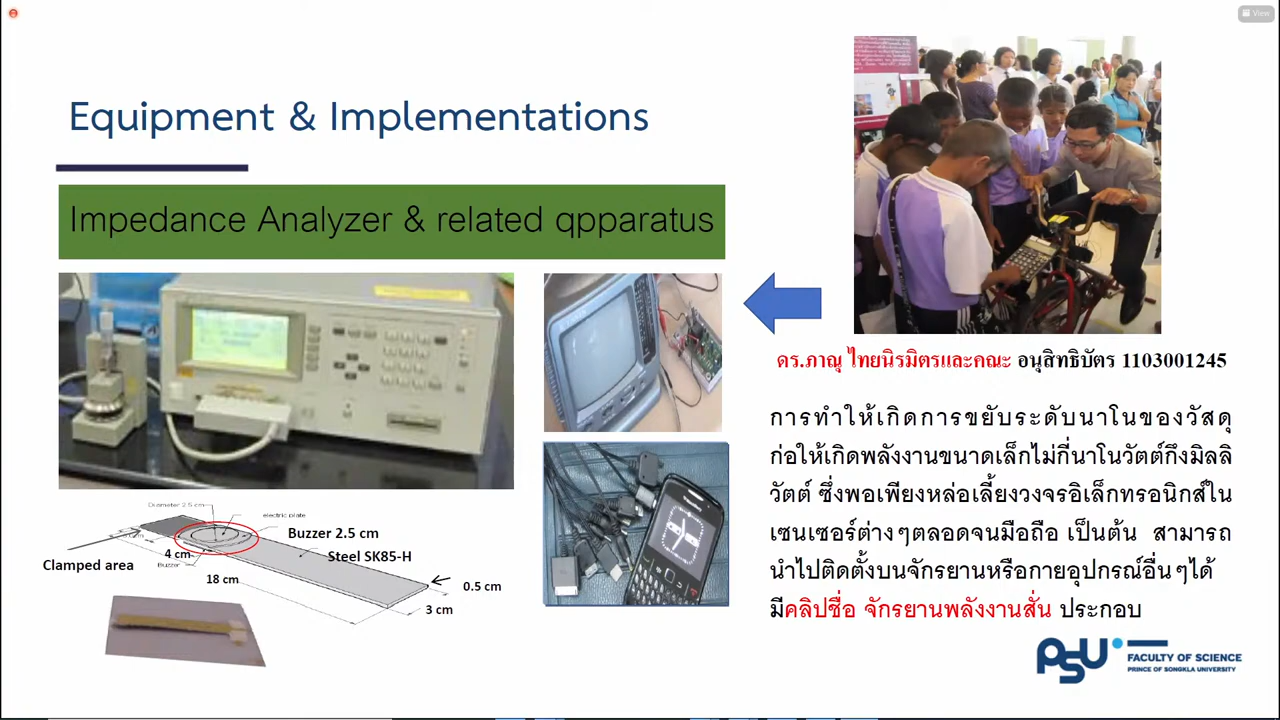 View
Equipment & Implementations
Impedance Analyzer & related qpparatus
ดร.ภาณุ ไทยนิรมิตรและคณะ อนุสิทธิบัตร 1103001245
การทำให้เกิดการขยับระดับนาโนของวัสดุ
ก่อให้เกิดพลังงานขนาดเล็กไม่กี่นาโนวัตต์ถึงมิลลิ
วัตต์ ซึ่งพอเพียงหล่อเลี้ยงวงจรอิเล็กทรอนิกส์ใน
เซนเซอร์ต่างๆตลอดจนมือถือ เป็นต้น สามารถ
นำไปติดตั้งบนจักรยานหรือกายอุปกรณ์อื่นๆได้
มีคลิปชื่อ จักรยานพลังงานสั่น ประกอบ
Diameter 2.5 cm
electric plate
Buzzer 2.5 cm
4 cm
Buzzer
Steel SK85-H
Clamped area
18 cm
0.5 cm
3 cm
PSU
FACULTY OF SCIENCE
PRINCE OF SONGKLA UNIVERSITY